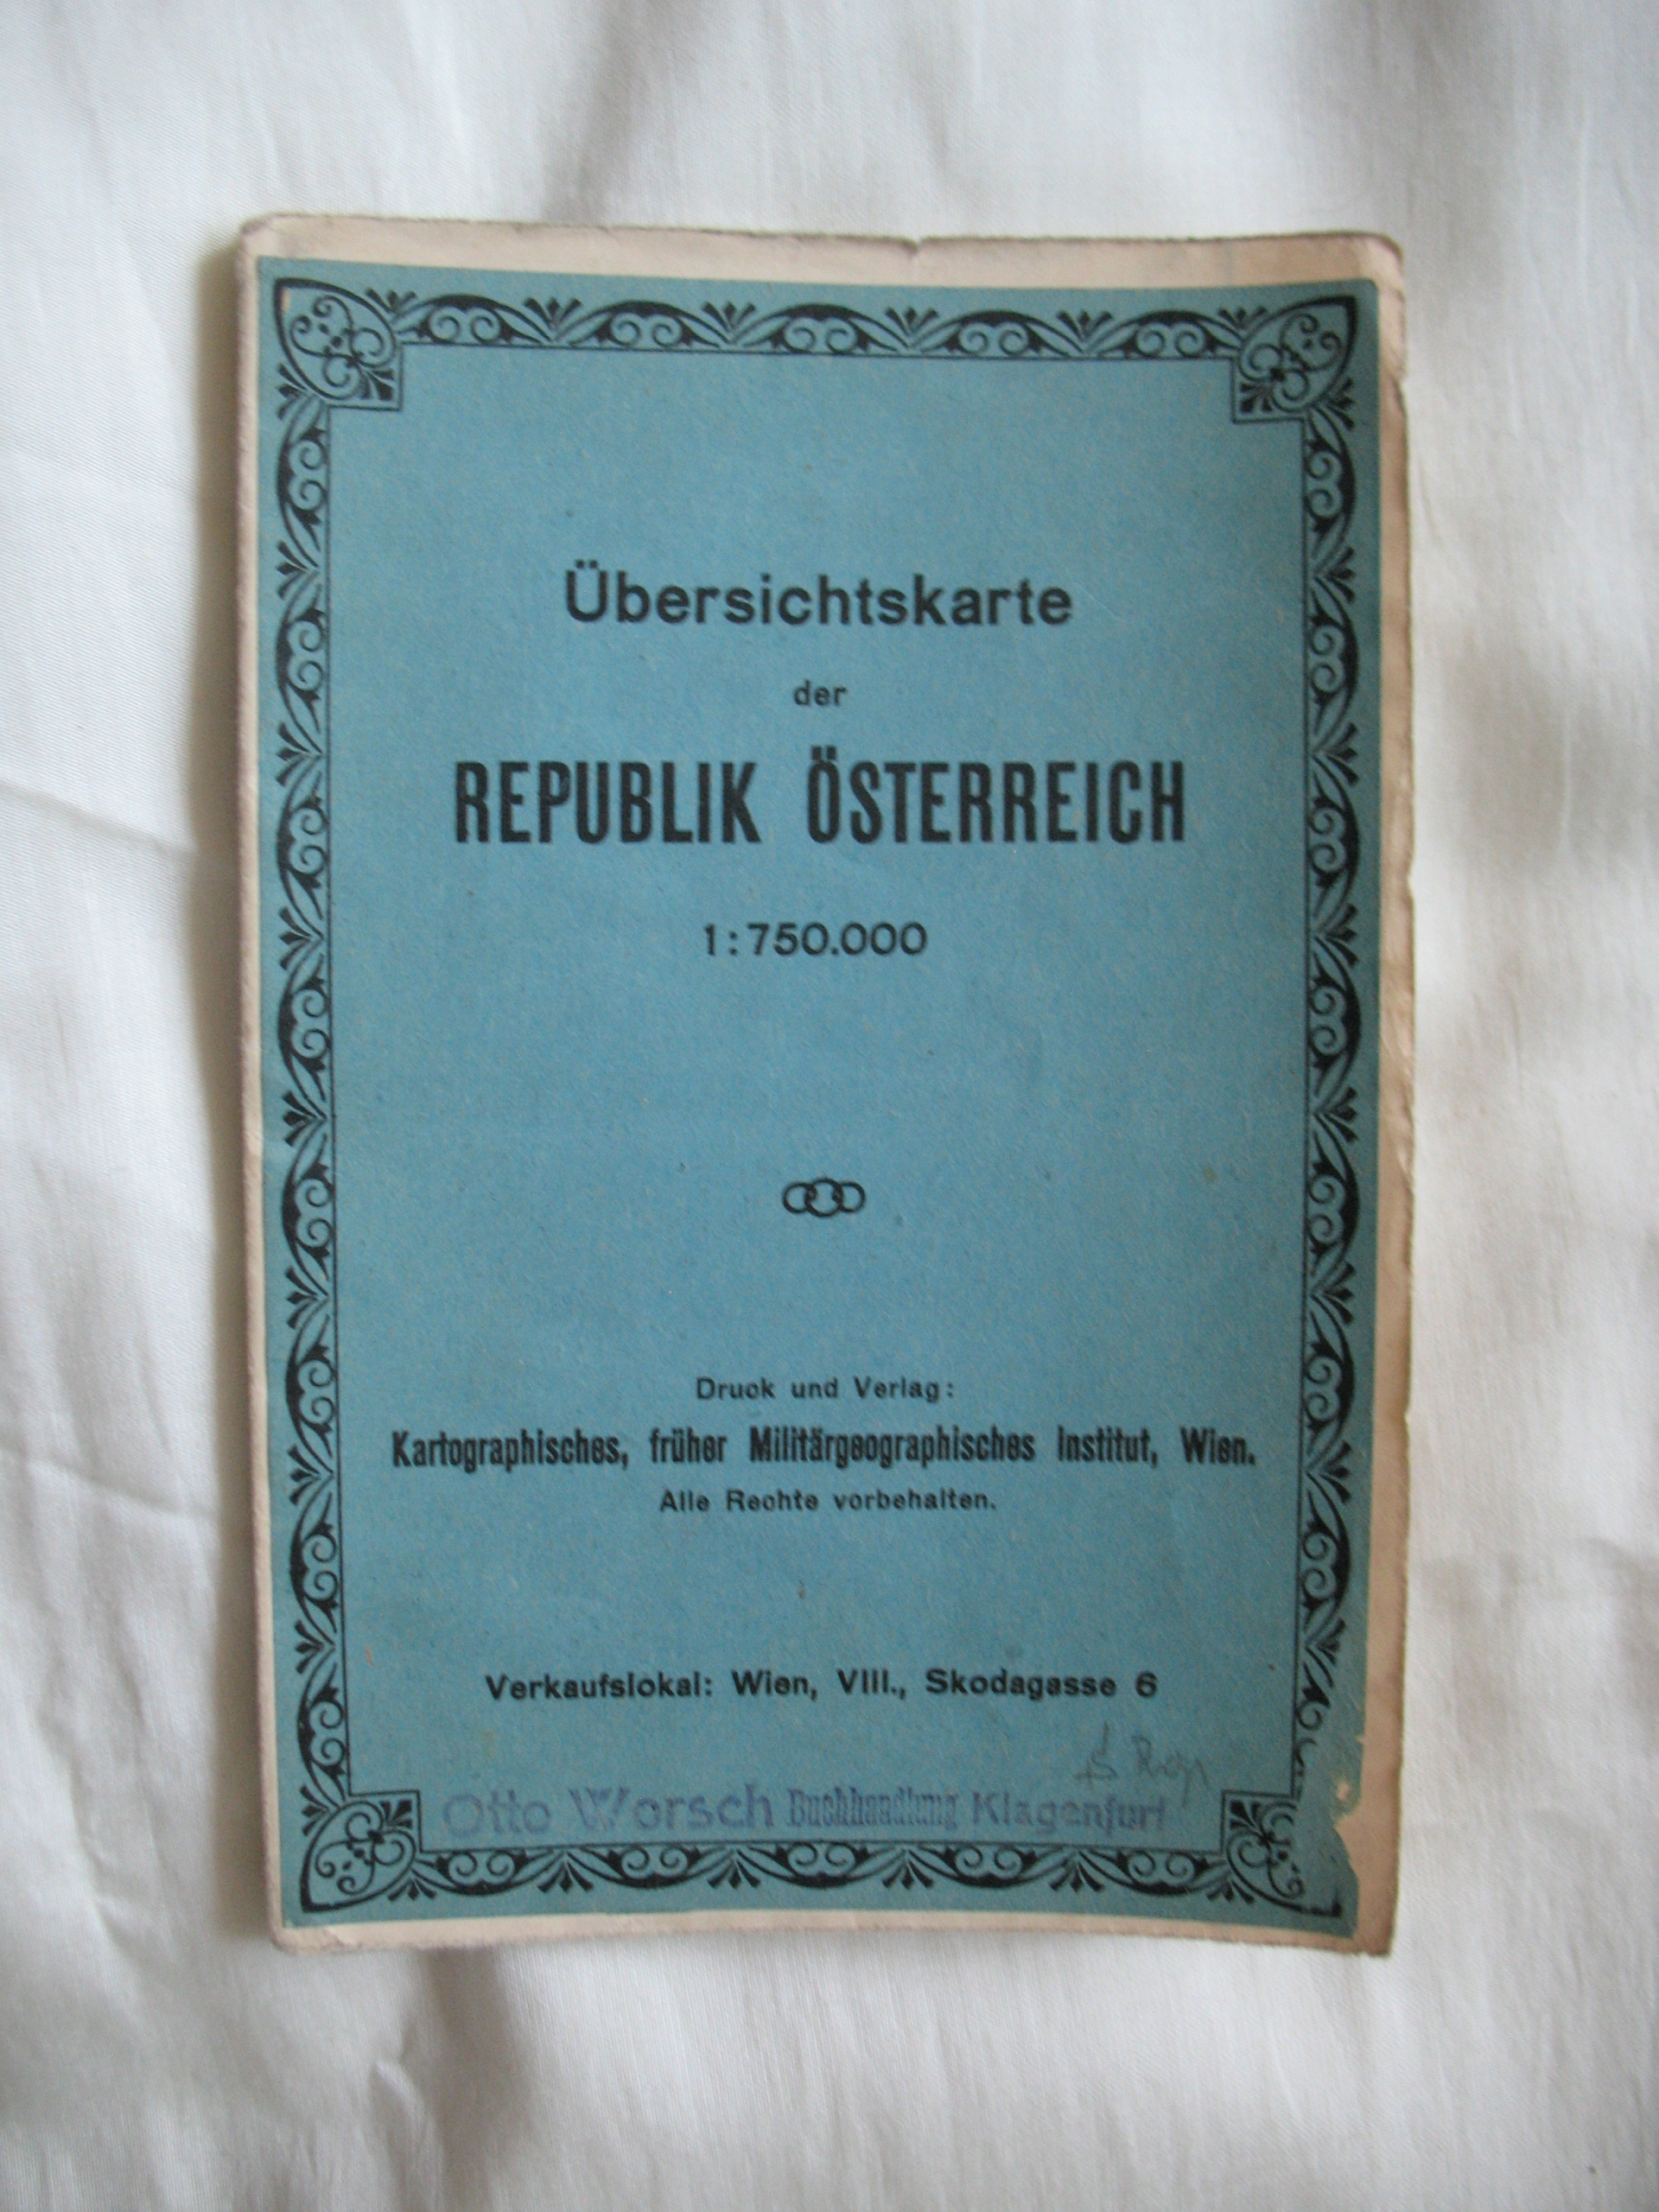 Übersichtskarte
der
REPUBLIK ÖSTERREICH
1:750.000
Druck und Verlag:
Kartographisches, früher Militärgeographisches Institut, Wien.
Alle Rechte vorbehalten.
Verkaufslokal: Wien, VIII., Skodagasse 6
Otto Worsch Buchhandlung Klagenfurt